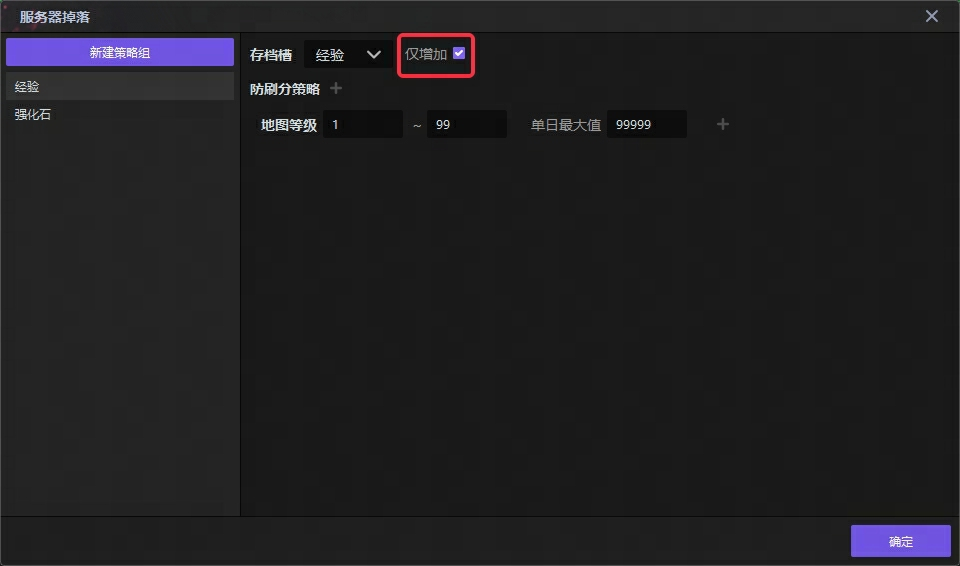 服务器掉落
新建策略组
经验
强化石
存档槽 经验 仅增加
防刷分策略 +
地图等级 1 ~ 99 单日最大值 99999 +
确定